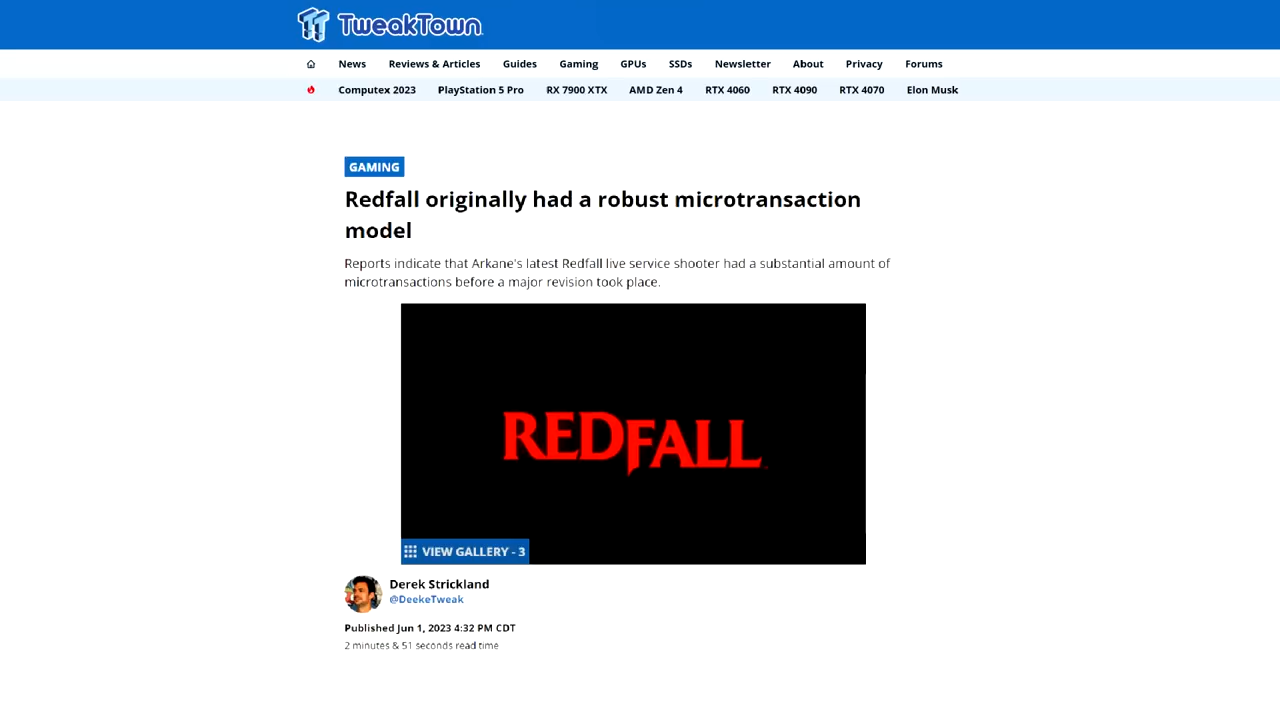 TweakTown
News Reviews & Articles Guides Gaming GPUs SSDs Newsletter About Privacy Forums
Computex 2023 PlayStation 5 Pro RX 7900 XTX AMD Zen 4 RTX 4060 RTX 4090 RTX 4070 Elon Musk
GAMING
Redfall originally had a robust microtransaction
model
Reports indicate that Arkane's latest Redfall live service shooter had a substantial amount of
microtransactions before a major revision took place.
REDFALL
VIEW GALLERY - 3
Derek Strickland
@DeekeTweak
Published Jun 1, 2023 4:32 PM CDT
2 minutes & 51 seconds read time